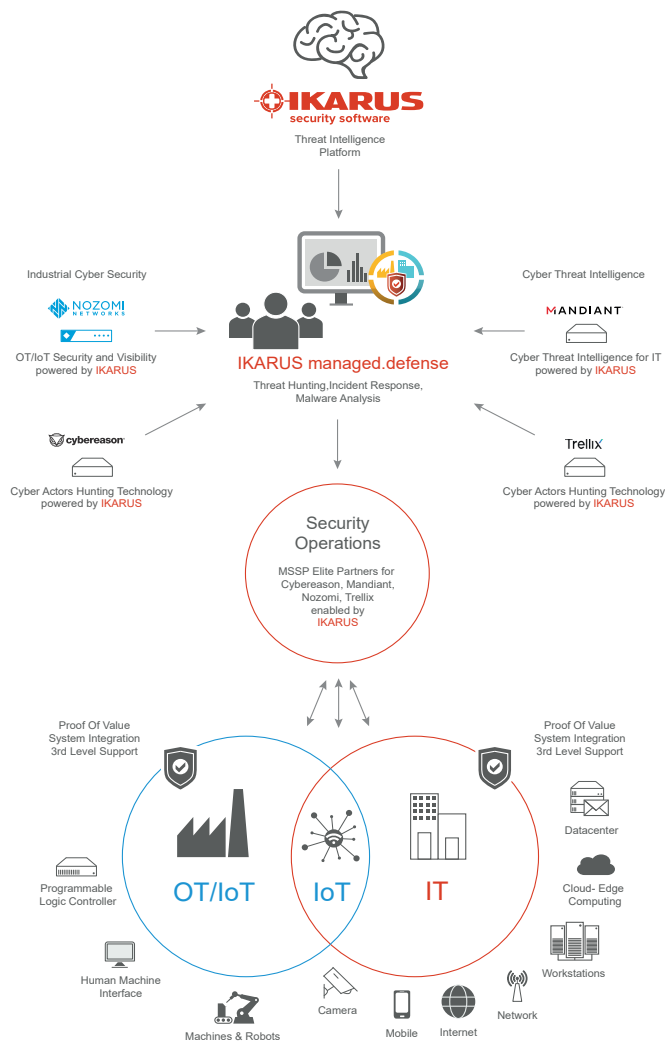 IKARUS
security software
Threat Intelligence
Platform
Industrial Cyber Security
NOZOMI
NETWORKS
OT/IoT Security and Visibility
powered by IKARUS
Cyber Threat Intelligence
MANDIANT
Cyber Threat Intelligence for IT
powered by IKARUS
IKARUS managed.defense
Threat Hunting,Incident Response,
Malware Analysis
cybereason
Cyber Actors Hunting Technology
powered by IKARUS
Trellix
Cyber Actors Hunting Technology
powered by IKARUS
Security
Operations
MSSP Elite Partners for
Cybereason, Mandiant,
Nozomi, Trellix
enabled by
IKARUS
Proof Of Value
System Integration
3rd Level Support
Proof Of Value
System Integration
3rd Level Support
OT/IoT
IoT
IT
Programmable
Logic Controller
Human Machine
Interface
Machines & Robots
Camera
Mobile
Internet
Network
Workstations
Cloud- Edge
Computing
Datacenter